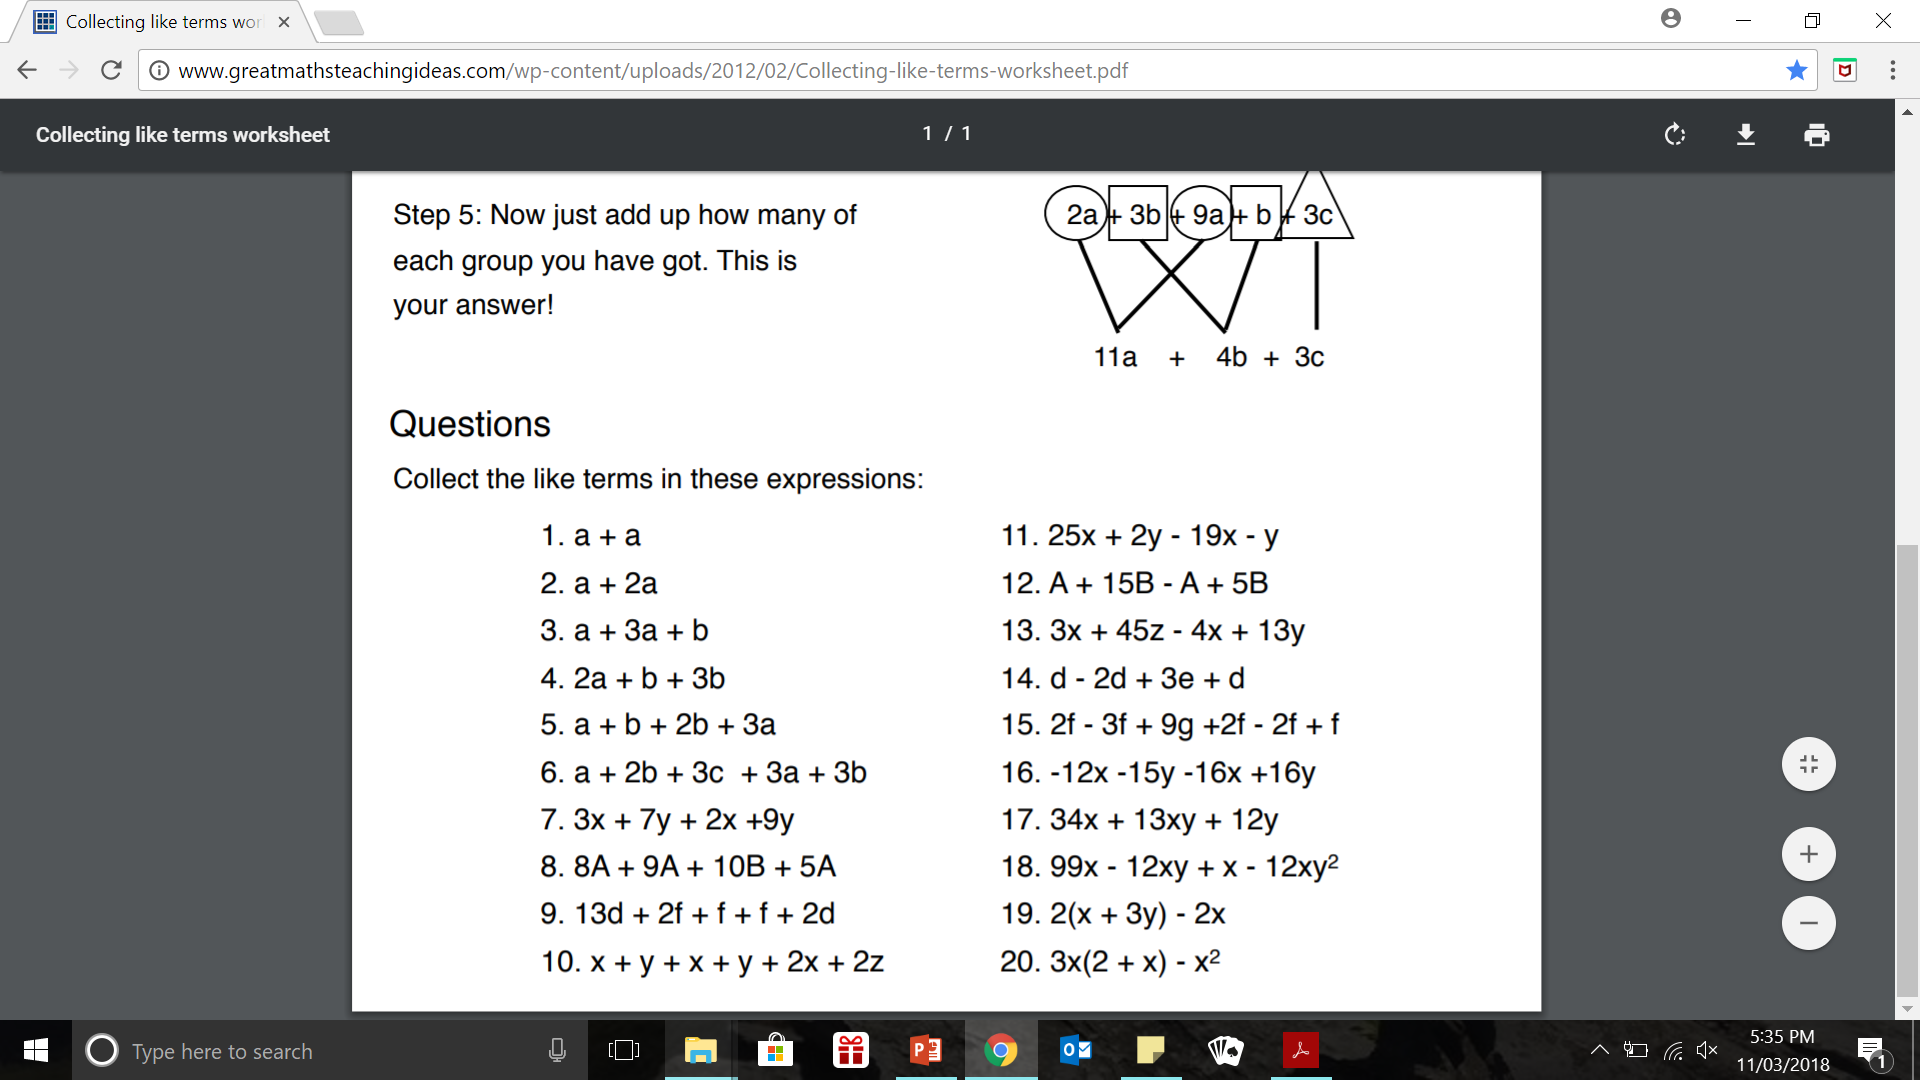 Collecting like terms wor
www.greatmathsteachingideas.com/wp-content/uploads/2012/02/Collecting-like-terms-worksheet.pdf
Collecting like terms worksheet
1 / 1
Step 5: Now just add up how many of
each group you have got. This is
your answer!
2a + 3b + 9a + b + 3c
11a + 4b + 3c
Questions
Collect the like terms in these expressions:
1. a + a
2. a + 2a
3. a + 3a + b
4. 2a + b + 3b
5. a + b + 2b + 3a
6. a + 2b + 3c + 3a + 3b
7. 3x + 7y + 2x +9y
8. 8A + 9A + 10B + 5A
9. 13d + 2f + f + f + 2d
10. x + y + x + y + 2x + 2z
11. 25x + 2y - 19x - y
12. A + 15B - A + 5B
13. 3x + 45z - 4x + 13y
14. d - 2d + 3e + d
15. 2f - 3f + 9g +2f - 2f + f
16. -12x -15y -16x +16y
17. 34x + 13xy + 12y
18. 99x - 12xy + x - 12xy²
19. 2(x + 3y) - 2x
20. 3x(2 + x) - x²
Type here to search
5:35 PM
11/03/2018
1